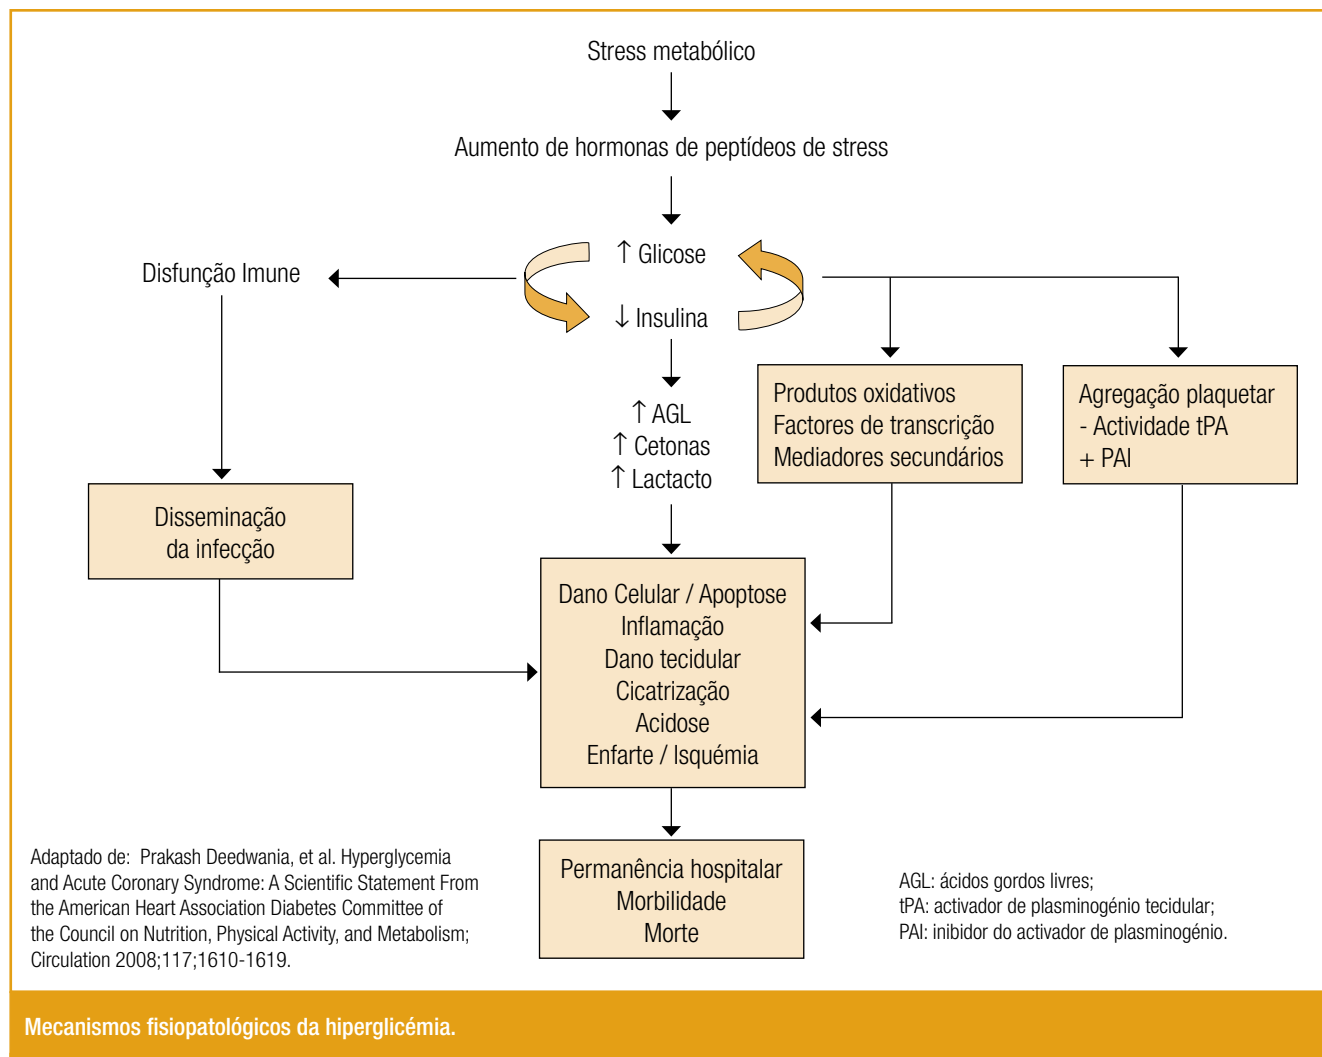 Stress metabólico
Aumento de hormonas de peptídeos de stress
↑ Glicose
↓ Insulina
Disfunção Imune
↑ AGL
↑ Cetonas
↑ Lactacto
Produtos oxidativos
Factores de transcrição
Mediadores secundários
Agregação plaquetar
- Actividade tPA
+ PAI
Disseminação
da infecção
Dano Celular / Apoptose
Inflamação
Dano tecidular
Cicatrização
Acidose
Enfarte / Isquémia
Permanência hospitalar
Morbilidade
Morte
Adaptado de: Prakash Deedwania, et al. Hyperglycemia
and Acute Coronary Syndrome: A Scientific Statement From
the American Heart Association Diabetes Committee of
the Council on Nutrition, Physical Activity, and Metabolism;
Circulation 2008;117;1610-1619.
AGL: ácidos gordos livres;
tPA: activador de plasminogénio tecidular;
PAI: inibidor do activador de plasminogénio.
Mecanismos fisiopatológicos da hiperglicémia.